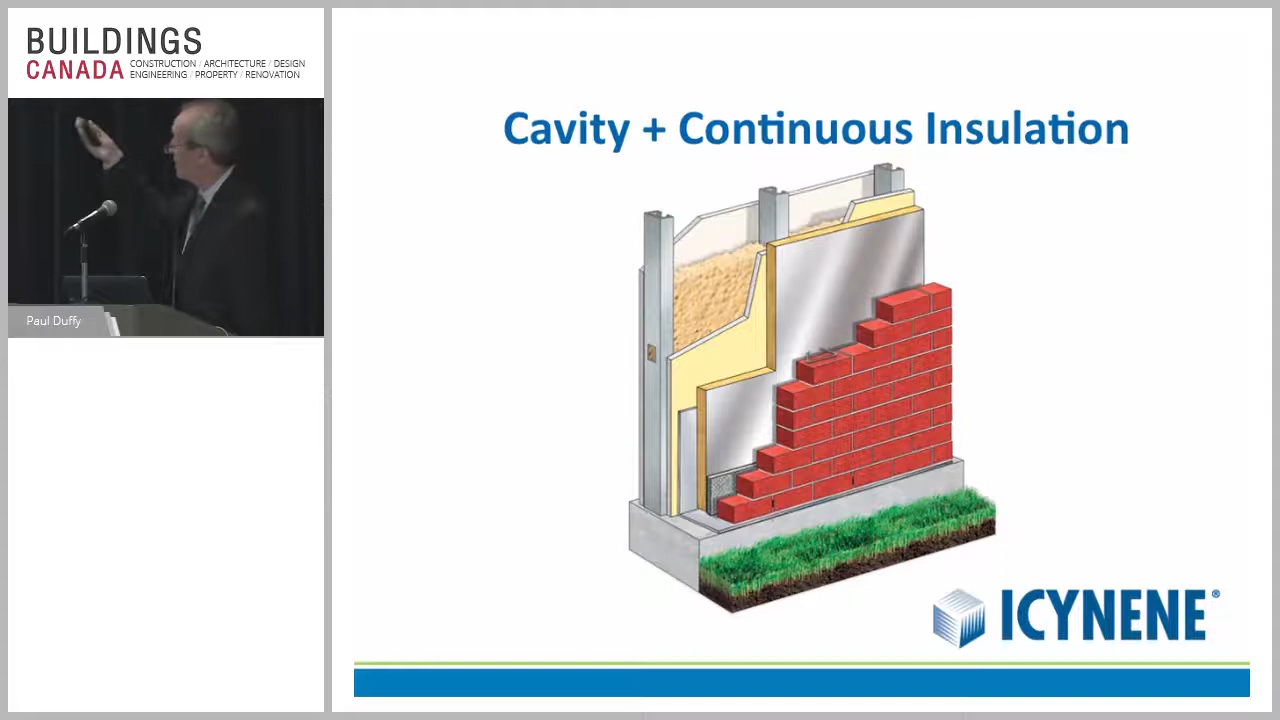 BUILDINGS
CANADA
CONSTRUCTION / ARCHITECTURE / DESIGN
ENGINEERING / PROPERTY / RENOVATION
Paul Duffy
Cavity + Continuous Insulation
ICYNENE®